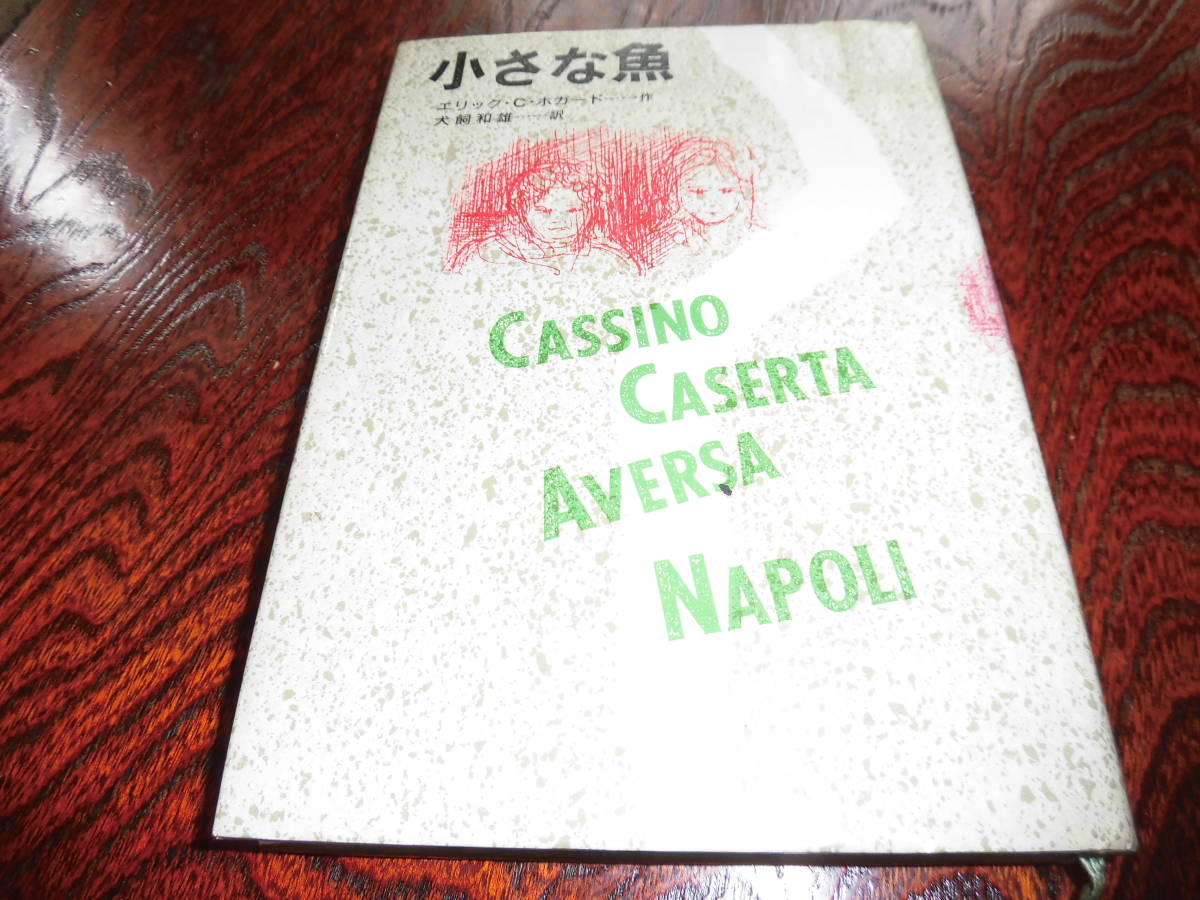 小さな魚
エリック・C・ホガード……作
犬飼和雄……訳
CASSINO
CASERTA
AVERSA
NAPOLI